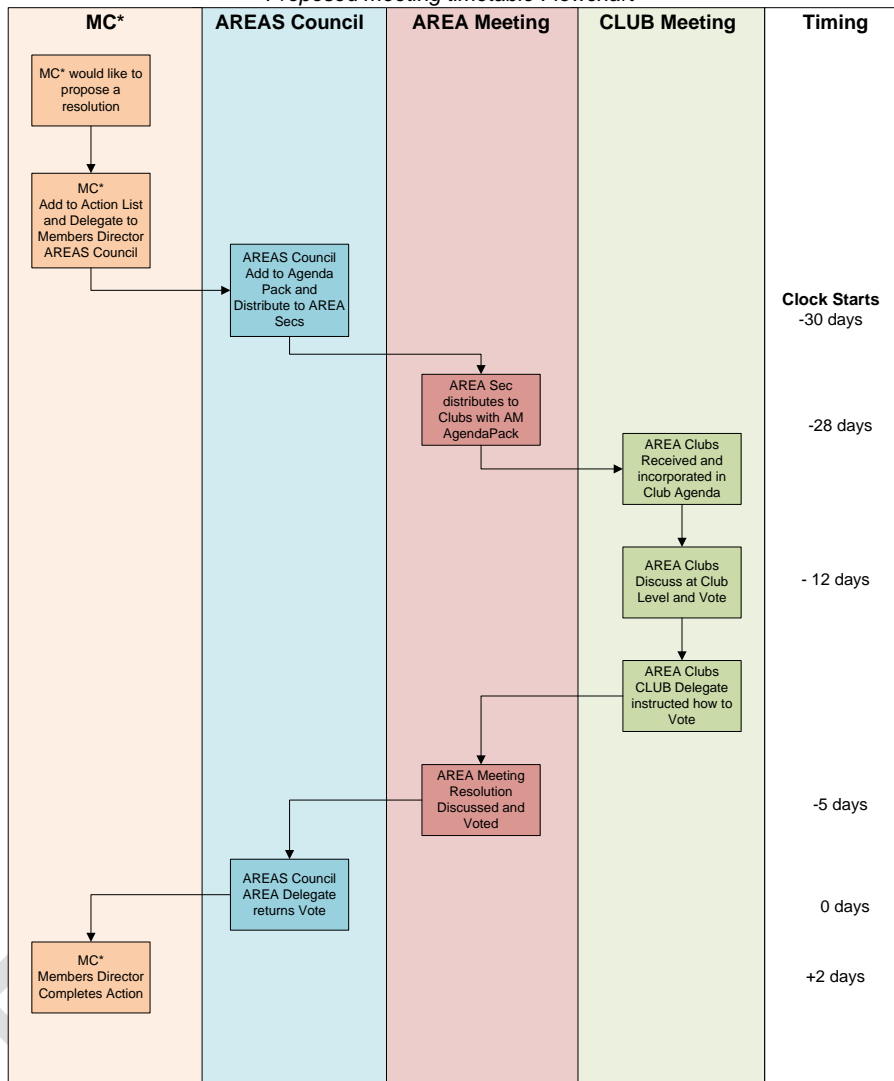 Proposed meeting timetable Flowchart
MC*
AREAS Council
AREA Meeting
CLUB Meeting
Timing
MC* would like to
propose a
resolution
MC*
Add to Action List
and Delegate to
Members Director
AREAS Council
AREAS Council
Add to Agenda
Pack and
Distribute to AREA
Secs
Clock Starts
-30 days
AREA Sec
distributes to
Clubs with AM
AgendaPack
-28 days
AREA Clubs
Received and
incorporated in
Club Agenda
AREA Clubs
Discuss at Club
Level and Vote
- 12 days
AREA Clubs
CLUB Delegate
instructed how to
Vote
AREA Meeting
Resolution
Discussed and
Voted
-5 days
AREAS Council
AREA Delegate
returns Vote
0 days
MC*
Members Director
Completes Action
+2 days